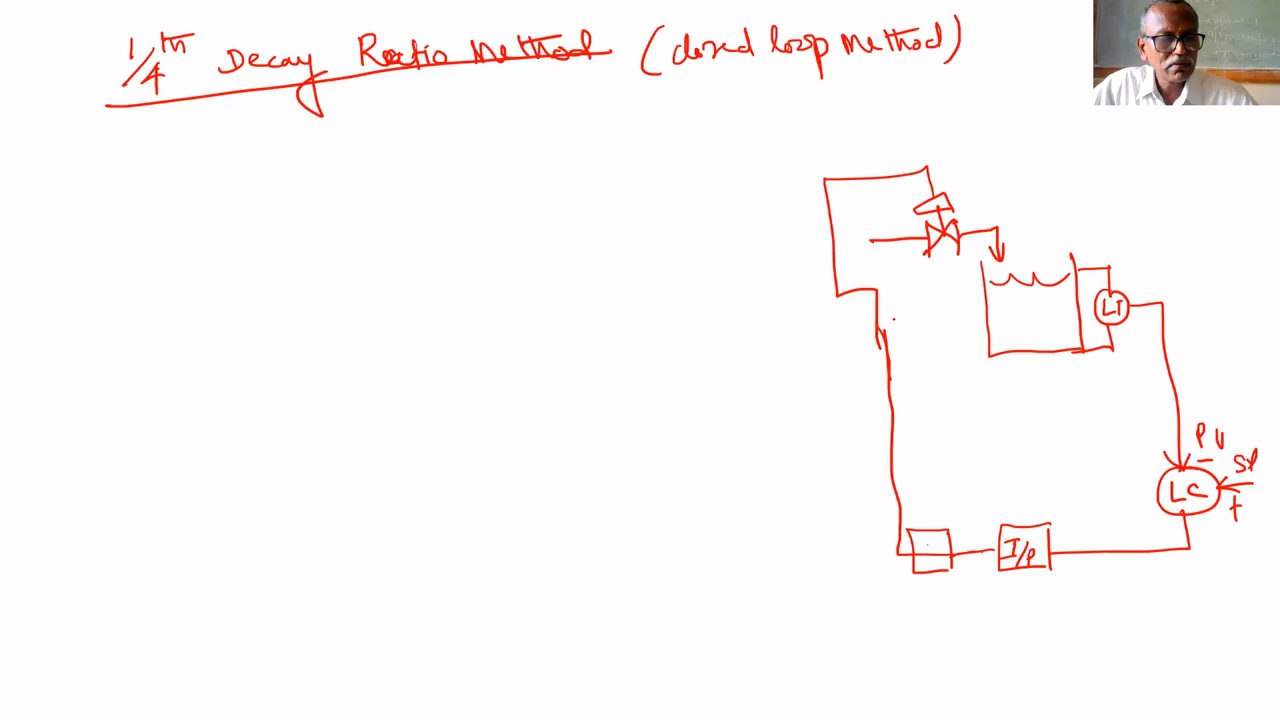 1/4th Decay Ratio Method (closed loop Method)
LT
PV
SP
LC
+
I/P